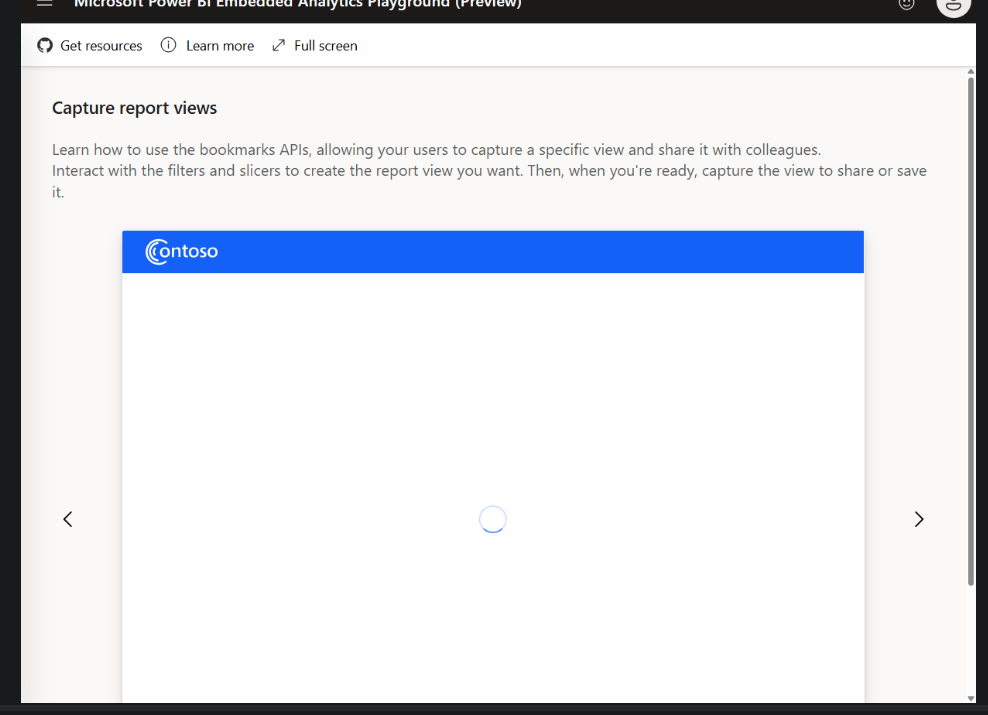 Microsoft Power BI Embedded Analytics Playground (Preview)
Get resources Learn more Full screen
Capture report views
Learn how to use the bookmarks APIs, allowing your users to capture a specific view and share it with colleagues.
Interact with the filters and slicers to create the report view you want. Then, when you're ready, capture the view to share or save
it.
Contoso